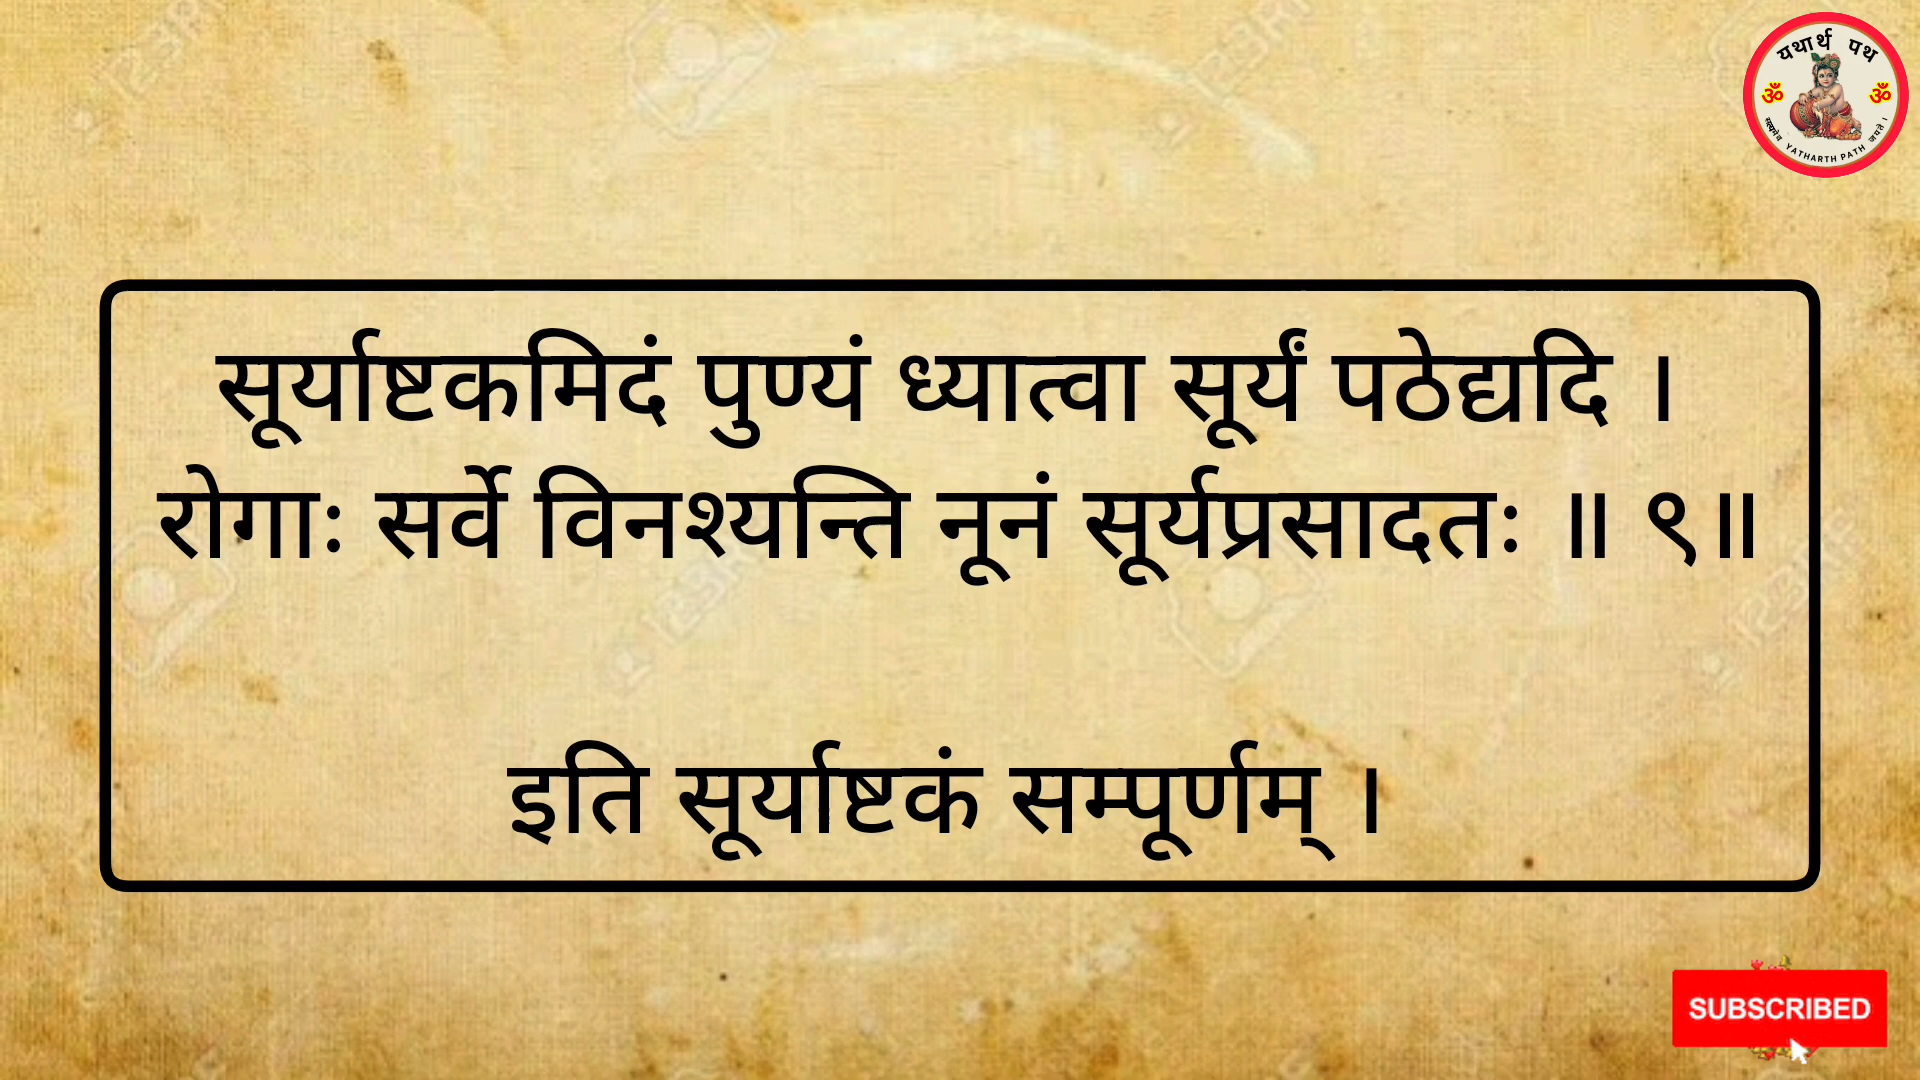 यथार्थ पथ
ॐ ॐ
YATHARTH PATH
सूर्याष्टकमिदं पुण्यं ध्यात्वा सूर्यं पठेद्यदि ।
रोगाः सर्वे विनश्यन्ति नूनं सूर्यप्रसादतः ॥ ९॥
इति सूर्याष्टकं सम्पूर्णम् ।
SUBSCRIBED